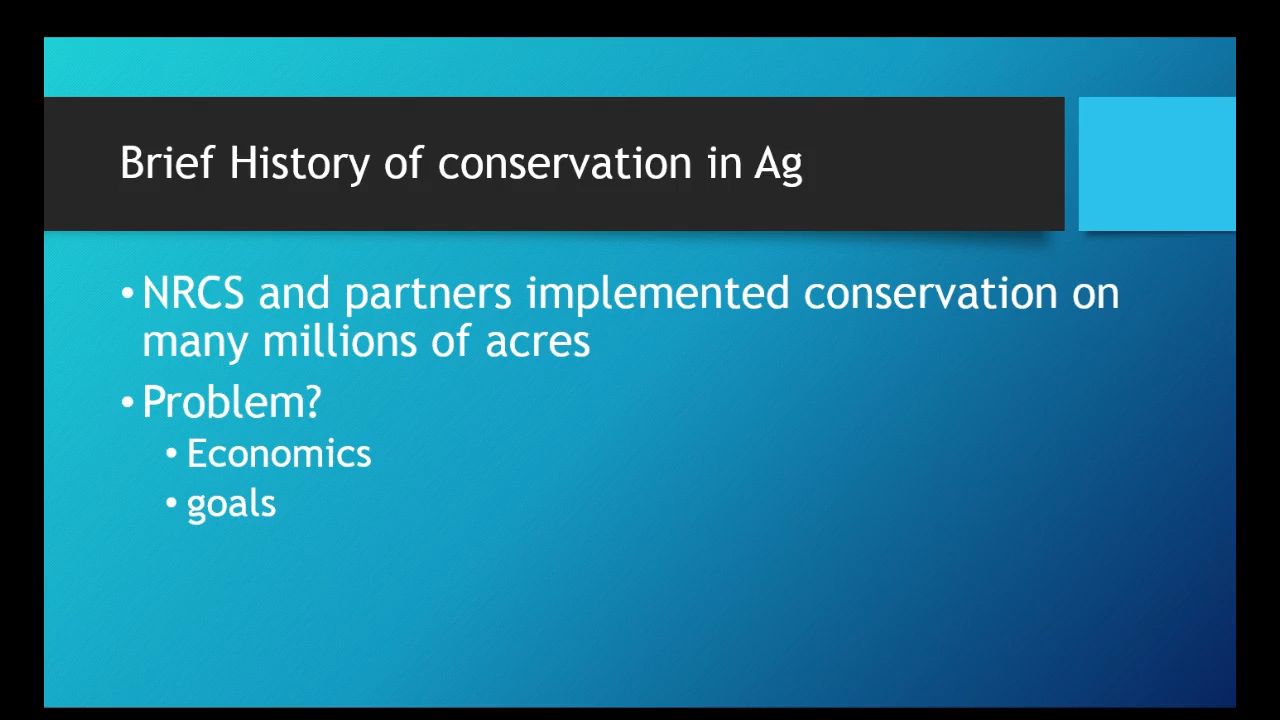 Brief History of conservation in Ag
• NRCS and partners implemented conservation on
many millions of acres
• Problem?
• Economics
• goals